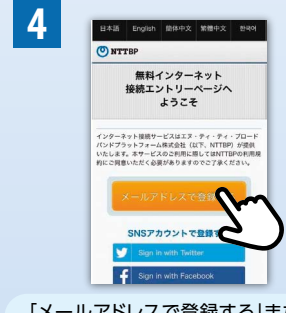 4
日本語 English 简体中文 繁體中文 한국어
NTTBP
無料インターネット
接続エントリーページへ
ようこそ
インターネット接続サービスはエヌ・ティ・ティ・ブロード
バンドプラットフォーム株式会社（以下、NTTBP）が提供
いたします。本サービスのご利用に際してはNTTBPの利用規
約にご同意いただく必要がありますのでご了承ください。
メールアドレスで登録
SNSアカウントで登録す
Sign in with Twitter
Sign in with Facebook
「メールアドレスで登録する」ま